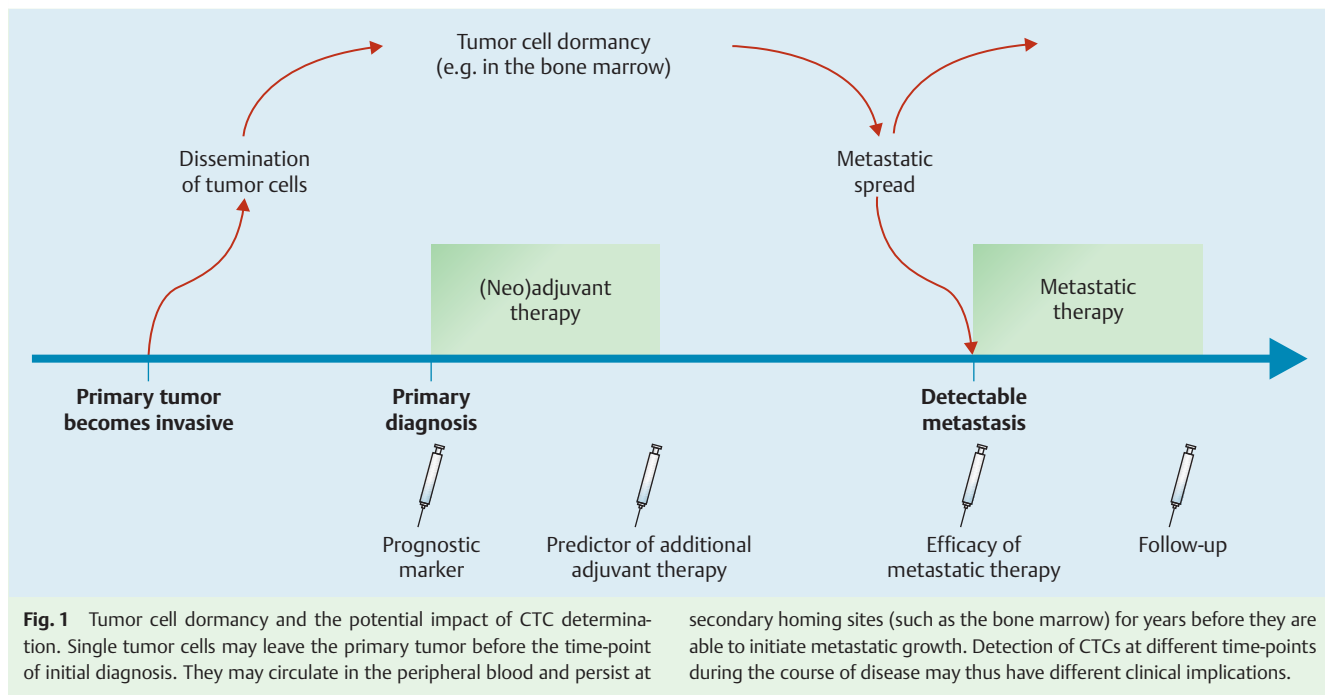 Tumor cell dormancy
(e.g. in the bone marrow)
Dissemination
of tumor cells
Metastatic
spread
(Neo)adjuvant
therapy
Metastatic
therapy
Primary tumor
becomes invasive
Primary
diagnosis
Detectable
metastasis
Prognostic
marker
Predictor of additional
adjuvant therapy
Efficacy of
metastatic therapy
Follow-up
Fig. 1 Tumor cell dormancy and the potential impact of CTC determina-
tion. Single tumor cells may leave the primary tumor before the time-point
of initial diagnosis. They may circulate in the peripheral blood and persist at
secondary homing sites (such as the bone marrow) for years before they are
able to initiate metastatic growth. Detection of CTCs at different time-points
during the course of disease may thus have different clinical implications.